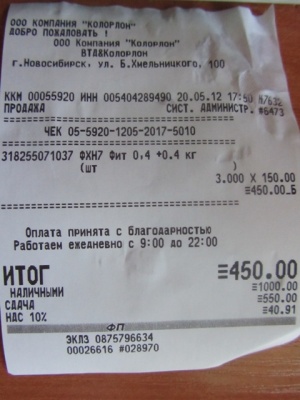 ООО КОМПАНИЯ "КОЛОРЛОН"
ДОБРО ПОЖАЛОВАТЬ !
ООО Компания "Колорлон"
ВТД&Колорлон
г.Новосибирск, ул. Б.Хмельницкого, 100
ККМ 00055920 ИНН 005404289490 20.05.12 17:50
ПРОДАЖА СИСТ. АДМИНИСТР. #6473
ЧЕК 05-5920-1205-2017-5010
318255071037 ФХН7 Фит 0,4 +0.4 кг
(шт )
3.000 X 150.00
≡450.00_Б
Оплата принята с благодарностью
Работаем ежедневно с 9:00 до 22:00
ИТОГ ≡450.00
НАЛИЧНЫМИ ≡1000.00
СДАЧА ≡550.00
НДС 10% ≡40.91
ФП
ЭКЛЗ 0875796634
00026616 #028970